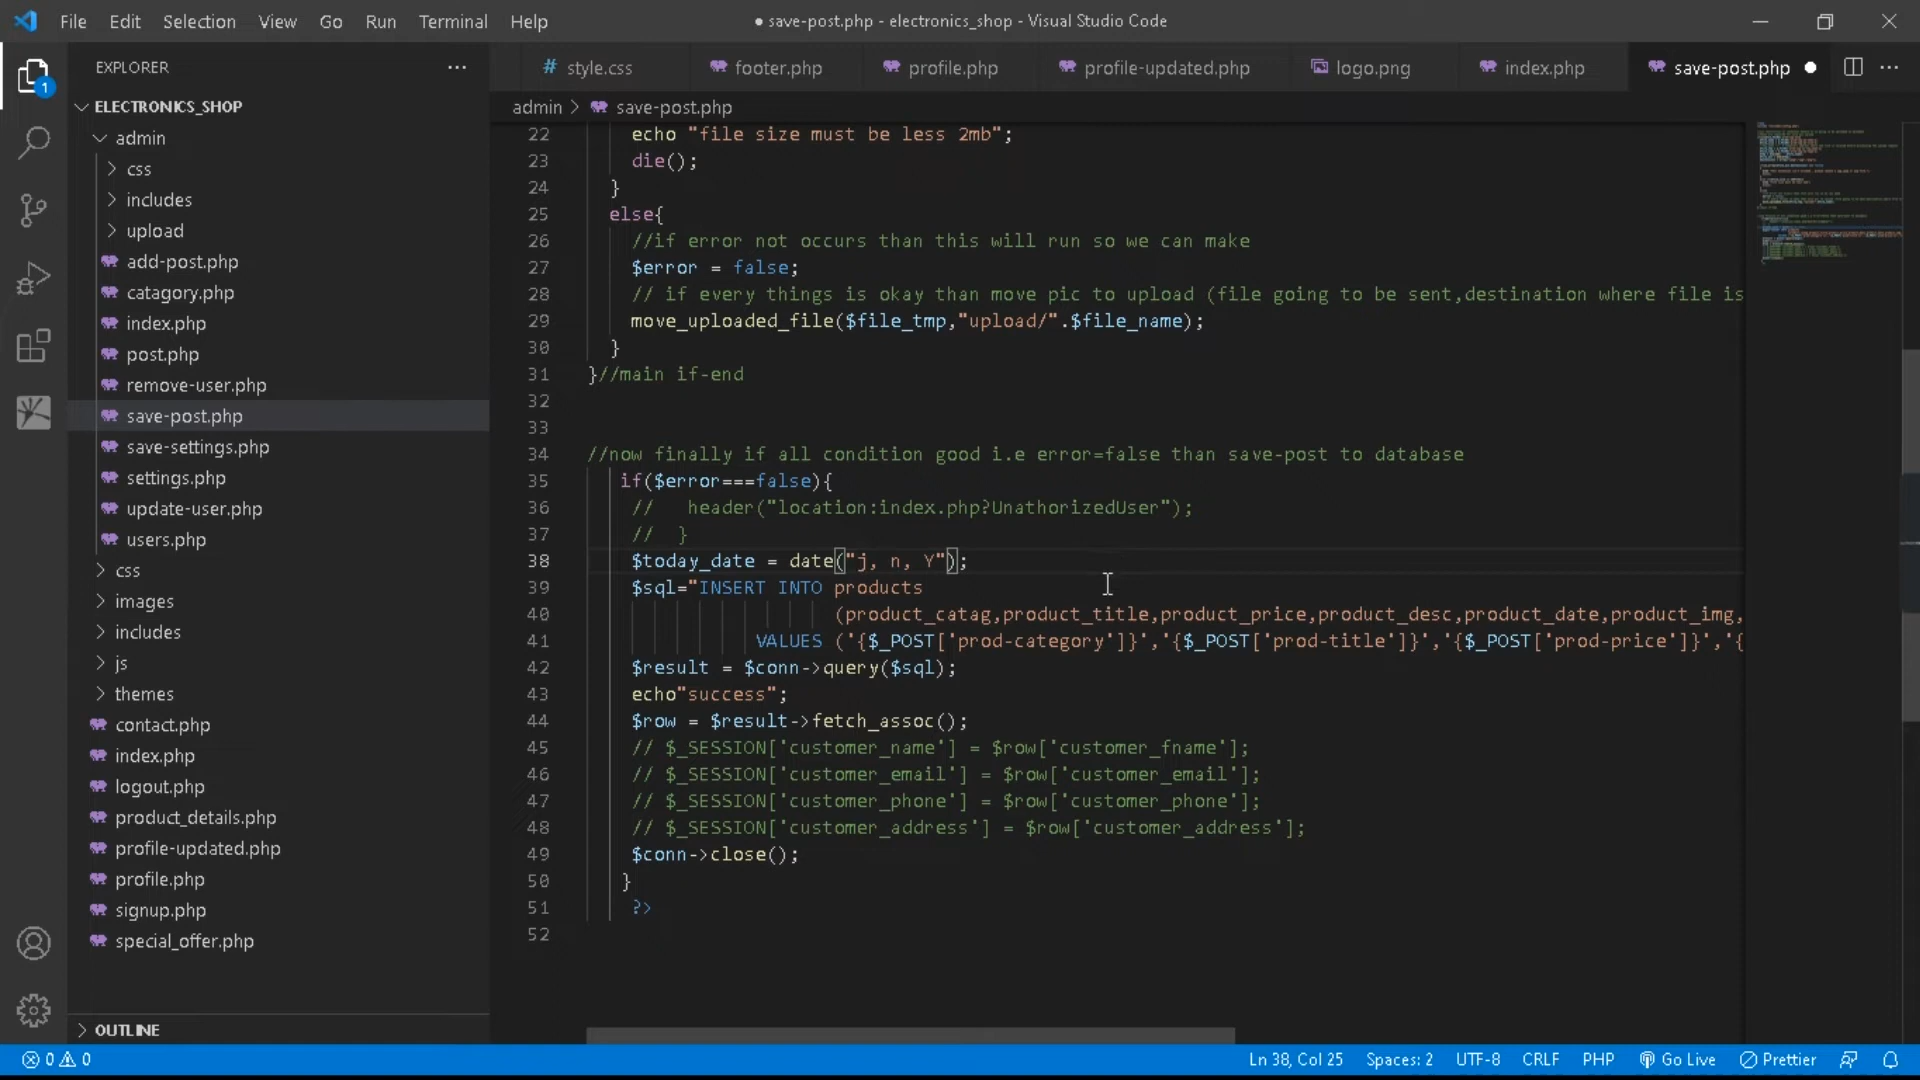 File Edit Selection View Go Run Terminal Help
● save-post.php - electronics_shop - Visual Studio Code
EXPLORER
1
ELECTRONICS_SHOP
admin
css
includes
upload
add-post.php
catagory.php
index.php
post.php
remove-user.php
save-post.php
save-settings.php
settings.php
update-user.php
users.php
css
images
includes
js
themes
contact.php
index.php
logout.php
product_details.php
profile-updated.php
profile.php
signup.php
special_offer.php
OUTLINE
# style.css footer.php profile.php profile-updated.php logo.png index.php save-post.php
admin > save-post.php
22 echo "file size must be less 2mb";
23 die();
24 }
25 else{
26 //if error not occurs than this will run so we can make
27 $error = false;
28 // if every things is okay than move pic to upload (file going to be sent,destination where file is
29 move_uploaded_file($file_tmp,"upload/".$file_name);
30 }
31 }//main if-end
32
33
34 //now finally if all condition good i.e error=false than save-post to database
35 if($error===false){
36 //   header("location:index.php?UnathorizedUser");
37 //  }
38 $today_date = date("j, n, Y");
39 $sql="INSERT INTO products
40 (product_catag,product_title,product_price,product_desc,product_date,product_img,
41 VALUES ('{$_POST['prod-category']}','{$_POST['prod-title']}','{$_POST['prod-price']}','{
42 $result = $conn->query($sql);
43 echo"success";
44 $row = $result->fetch_assoc();
45 // $_SESSION['customer_name'] = $row['customer_fname'];
46 // $_SESSION['customer_email'] = $row['customer_email'];
47 // $_SESSION['customer_phone'] = $row['customer_phone'];
48 // $_SESSION['customer_address'] = $row['customer_address'];
49 $conn->close();
50 }
51 ?>
52
0 0
Ln 38, Col 25 Spaces: 2 UTF-8 CRLF PHP Go Live Prettier